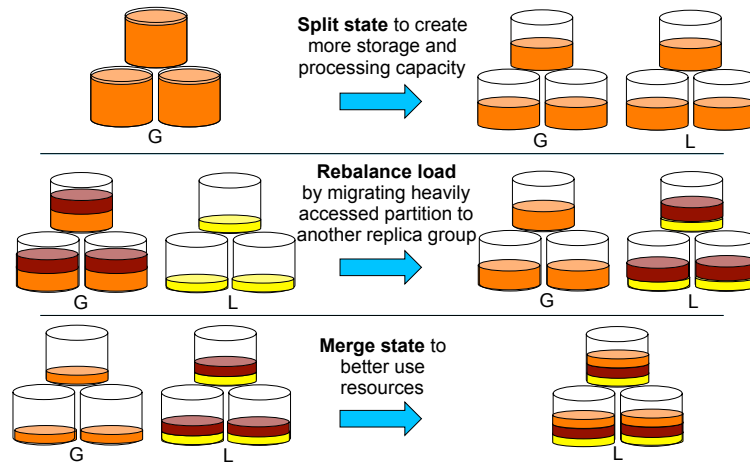 Split state to create
more storage and
processing capacity
G
G
L
Rebalance load
by migrating heavily
accessed partition to
another replica group
G
L
G
L
Merge state to
better use
resources
G
L
L